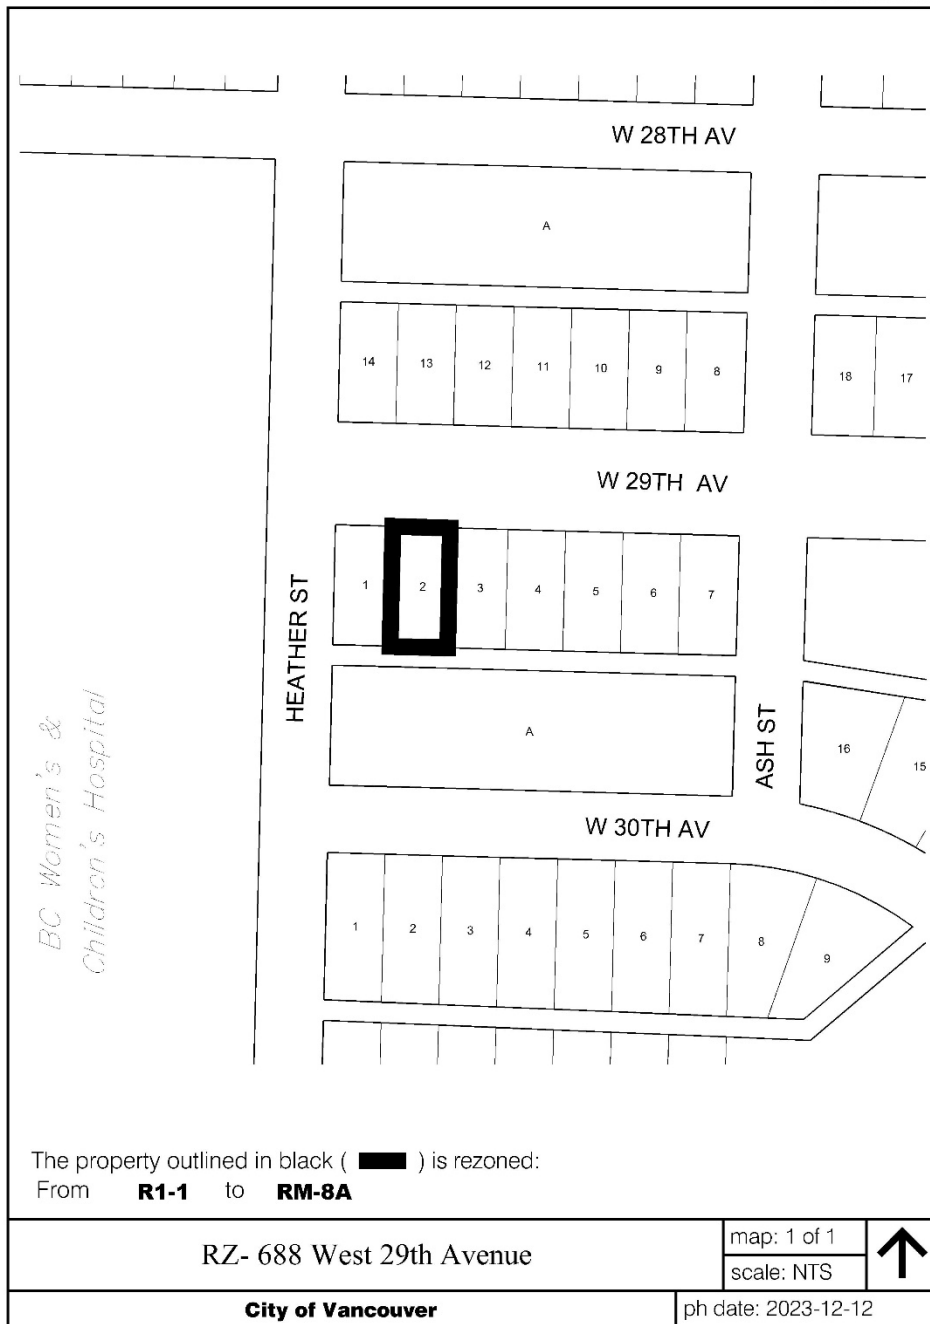 W 28TH AV
A
14 13 12 11 10 9 8 18 17
W 29TH AV
1 2 3 4 5 6 7
HEATHER ST
A
ASH ST
16
15
BC Women's &
Children's Hospital
W 30TH AV
1 2 3 4 5 6 7 8 9
The property outlined in black ( ) is rezoned:
From R1-1 to RM-8A
RZ- 688 West 29th Avenue
map: 1 of 1
scale: NTS
City of Vancouver
ph date: 2023-12-12